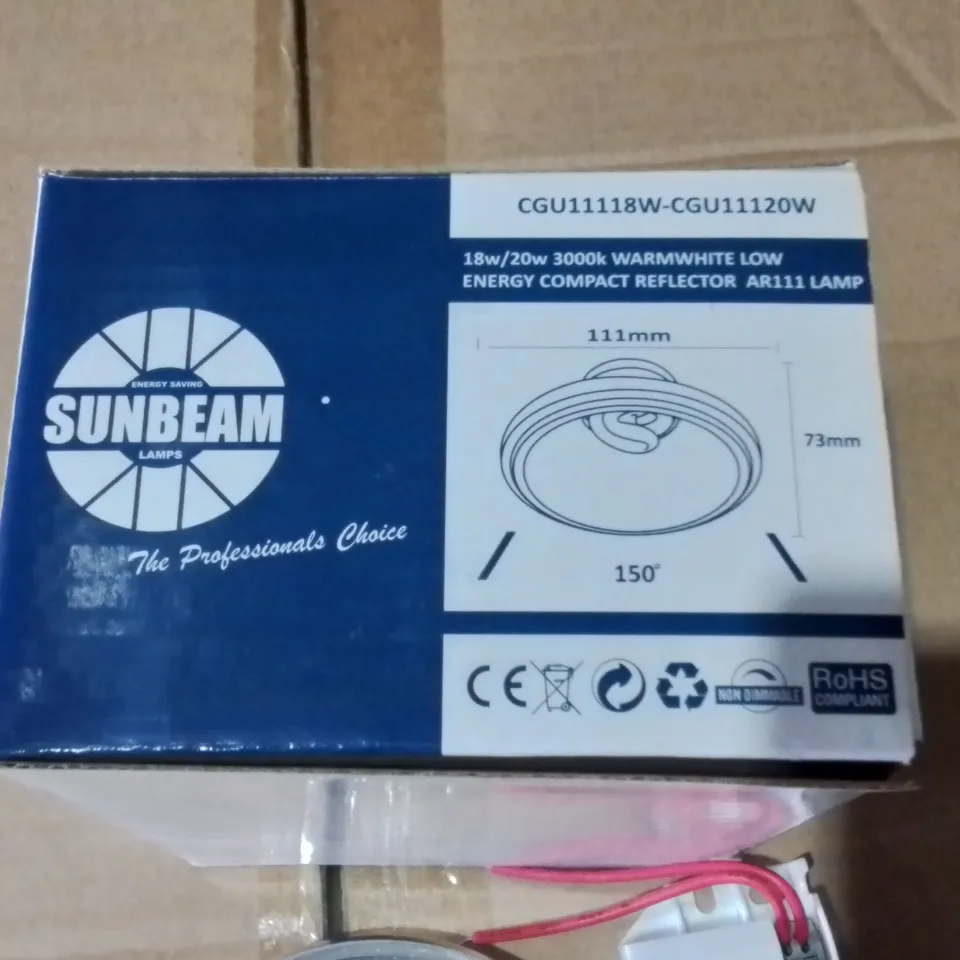 ENERGY SAVING
SUNBEAM
LAMPS
The Professionals Choice
CGU11118W-CGU11120W
18w/20w 3000k WARMWHITE LOW
ENERGY COMPACT REFLECTOR AR111 LAMP
111mm
73mm
150°
CE
NON DIMMABLE
RoHS
COMPLIANT